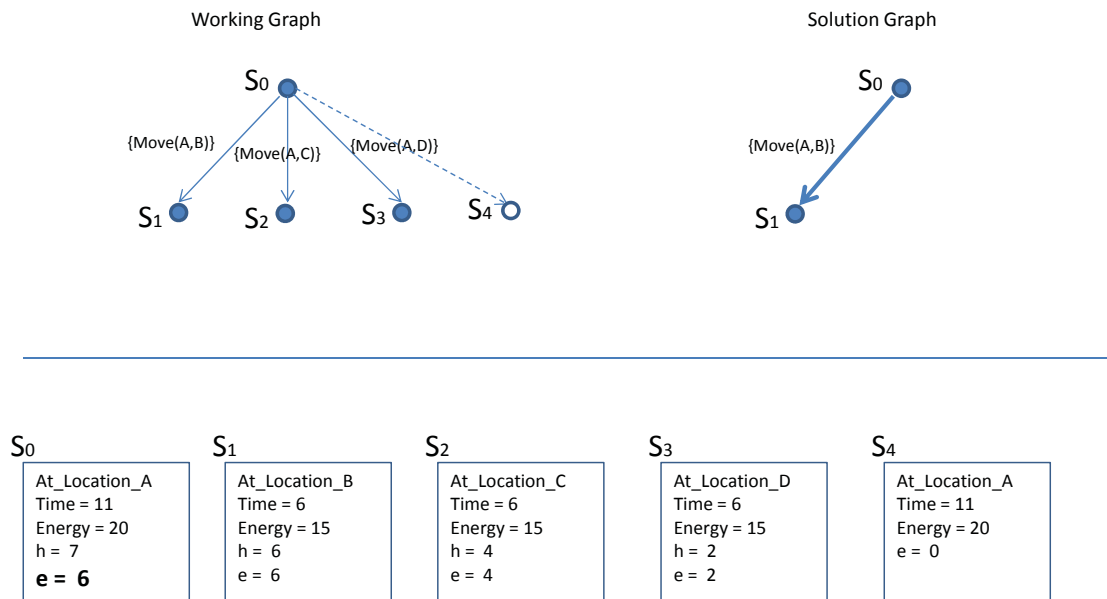 Working Graph
Solution Graph
S0
S0
{Move(A,B)}
{Move(A,C)}
{Move(A,D)}
{Move(A,B)}
S1
S2
S3
S4
S1
S0
At_Location_A
Time = 11
Energy = 20
h = 7
e = 6
S1
At_Location_B
Time = 6
Energy = 15
h = 6
e = 6
S2
At_Location_C
Time = 6
Energy = 15
h = 4
e = 4
S3
At_Location_D
Time = 6
Energy = 15
h = 2
e = 2
S4
At_Location_A
Time = 11
Energy = 20
e = 0